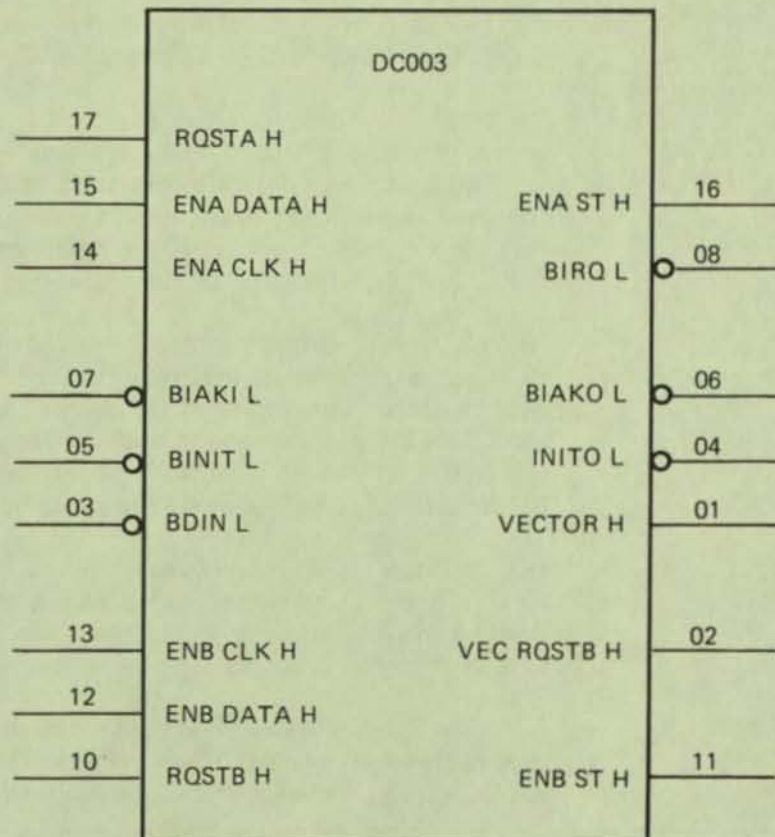 DC003
17 RQSTA H
15 ENA DATA H ENA ST H 16
14 ENA CLK H BIRQ L 08
07 BIAKI L BIAKO L 06
05 BINIT L INITO L 04
03 BDIN L VECTOR H 01
13 ENB CLK H VEC RQSTB H 02
12 ENB DATA H
10 RQSTB H ENB ST H 11